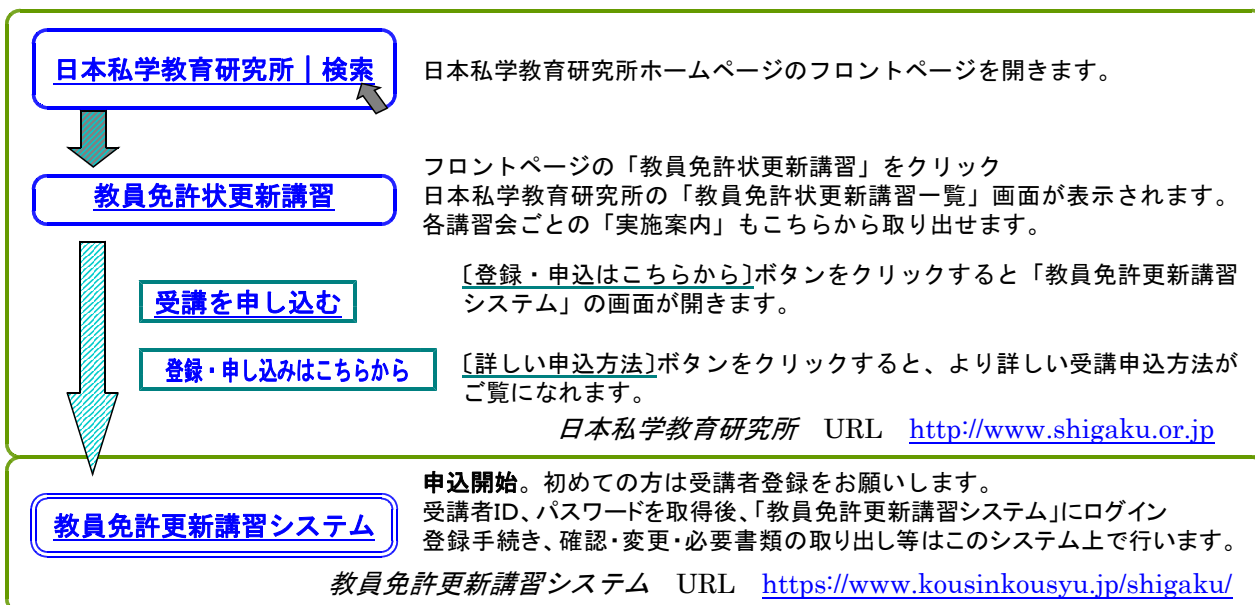 日本私学教育研究所｜検索
日本私学教育研究所ホームページのフロントページを開きます。
教員免許状更新講習
フロントページの「教員免許状更新講習」をクリック
日本私学教育研究所の「教員免許状更新講習一覧」画面が表示されます。
各講習会ごとの「実施案内」もこちらから取り出せます。
受講を申し込む
〔登録・申込はこちらから〕ボタンをクリックすると「教員免許更新講習
システム」の画面が開きます。
登録・申し込みはこちらから
〔詳しい申込方法〕ボタンをクリックすると、より詳しい受講申込方法が
ご覧になれます。
日本私学教育研究所 URL http://www.shigaku.or.jp
教員免許更新講習システム
申込開始。初めての方は受講者登録をお願いします。
受講者ID、パスワードを取得後、「教員免許更新講習システム」にログイン
登録手続き、確認・変更・必要書類の取り出し等はこのシステム上で行います。
教員免許更新講習システム URL https://www.kousinkousyu.jp/shigaku/